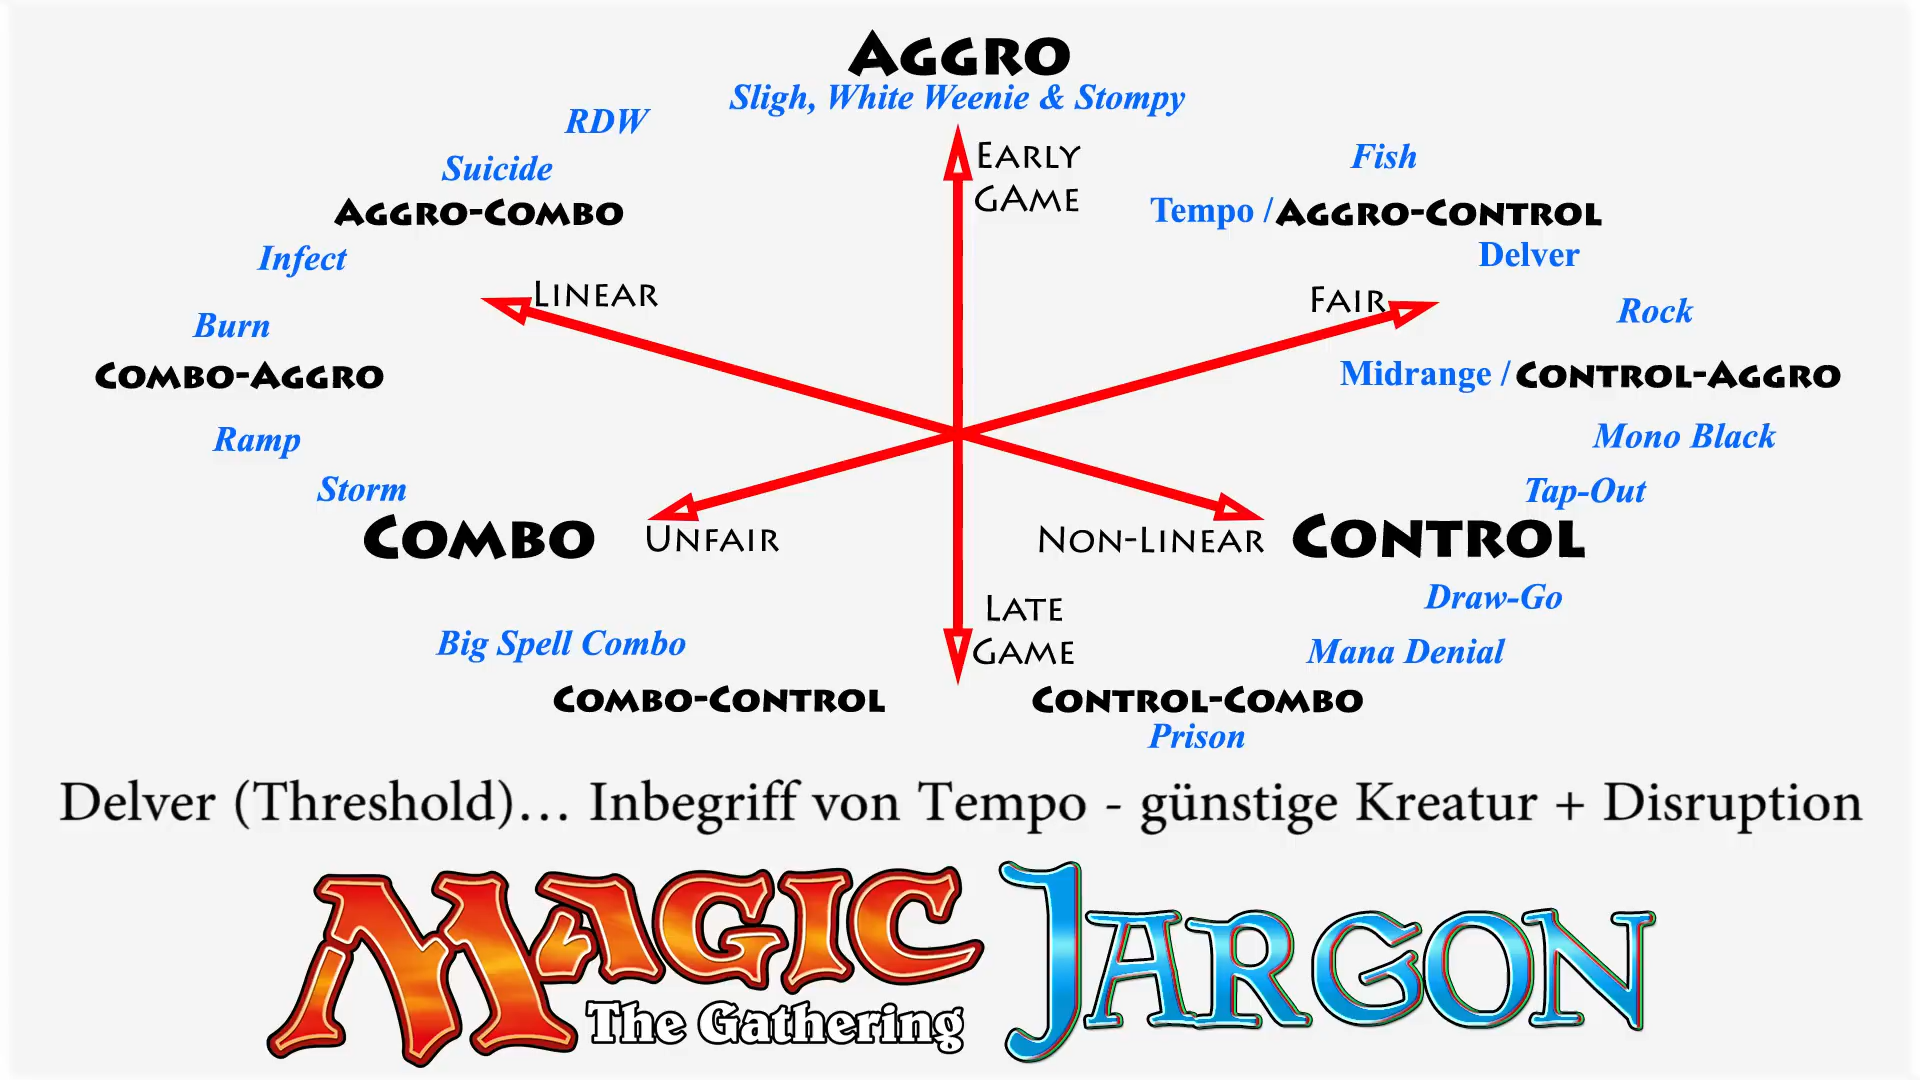 AGGRO
Sligh, White Weenie & Stompy
RDW
EARLY
GAME
Fish
Suicide
AGGRO-COMBO
Tempo / AGGRO-CONTROL
Infect
Delver
LINEAR
FAIR
Rock
Burn
COMBO-AGGRO
Midrange / CONTROL-AGGRO
Ramp
Mono Black
Storm
Tap-Out
COMBO
UNFAIR
NON-LINEAR
CONTROL
Draw-Go
LATE
GAME
Big Spell Combo
Mana Denial
COMBO-CONTROL
CONTROL-COMBO
Prison
Delver (Threshold)… Inbegriff von Tempo - günstige Kreatur + Disruption
MAGIC
The Gathering
JARGON